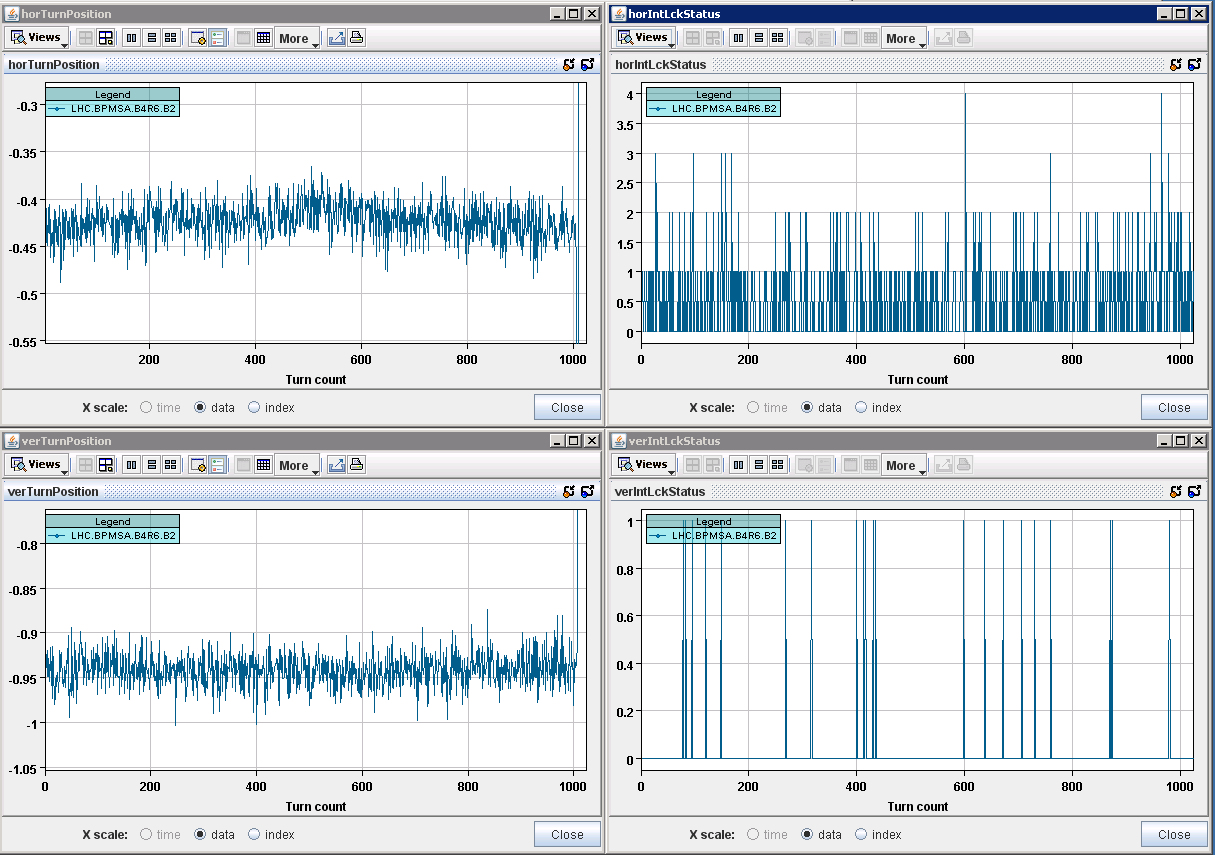 horTurnPosition
Views More
horTurnPosition
Legend
LHC.BPMSA.B4R6.B2
-0.3
-0.35
-0.4
-0.45
-0.5
-0.55
200 400 600 800 1000
Turn count
X scale: time data index Close
horIntLckStatus
Views More
horIntLckStatus
Legend
LHC.BPMSA.B4R6.B2
4
3.5
3
2.5
2
1.5
1
0.5
0
0 200 400 600 800 1000
Turn count
X scale: time data index Close
verTurnPosition
Views More
verTurnPosition
Legend
LHC.BPMSA.B4R6.B2
-0.8
-0.85
-0.9
-0.95
-1
-1.05
0 200 400 600 800 1000
Turn count
X scale: time data index Close
verIntLckStatus
Views More
verIntLckStatus
Legend
LHC.BPMSA.B4R6.B2
1
0.8
0.6
0.4
0.2
0
0 200 400 600 800 1000
Turn count
X scale: time data index Close